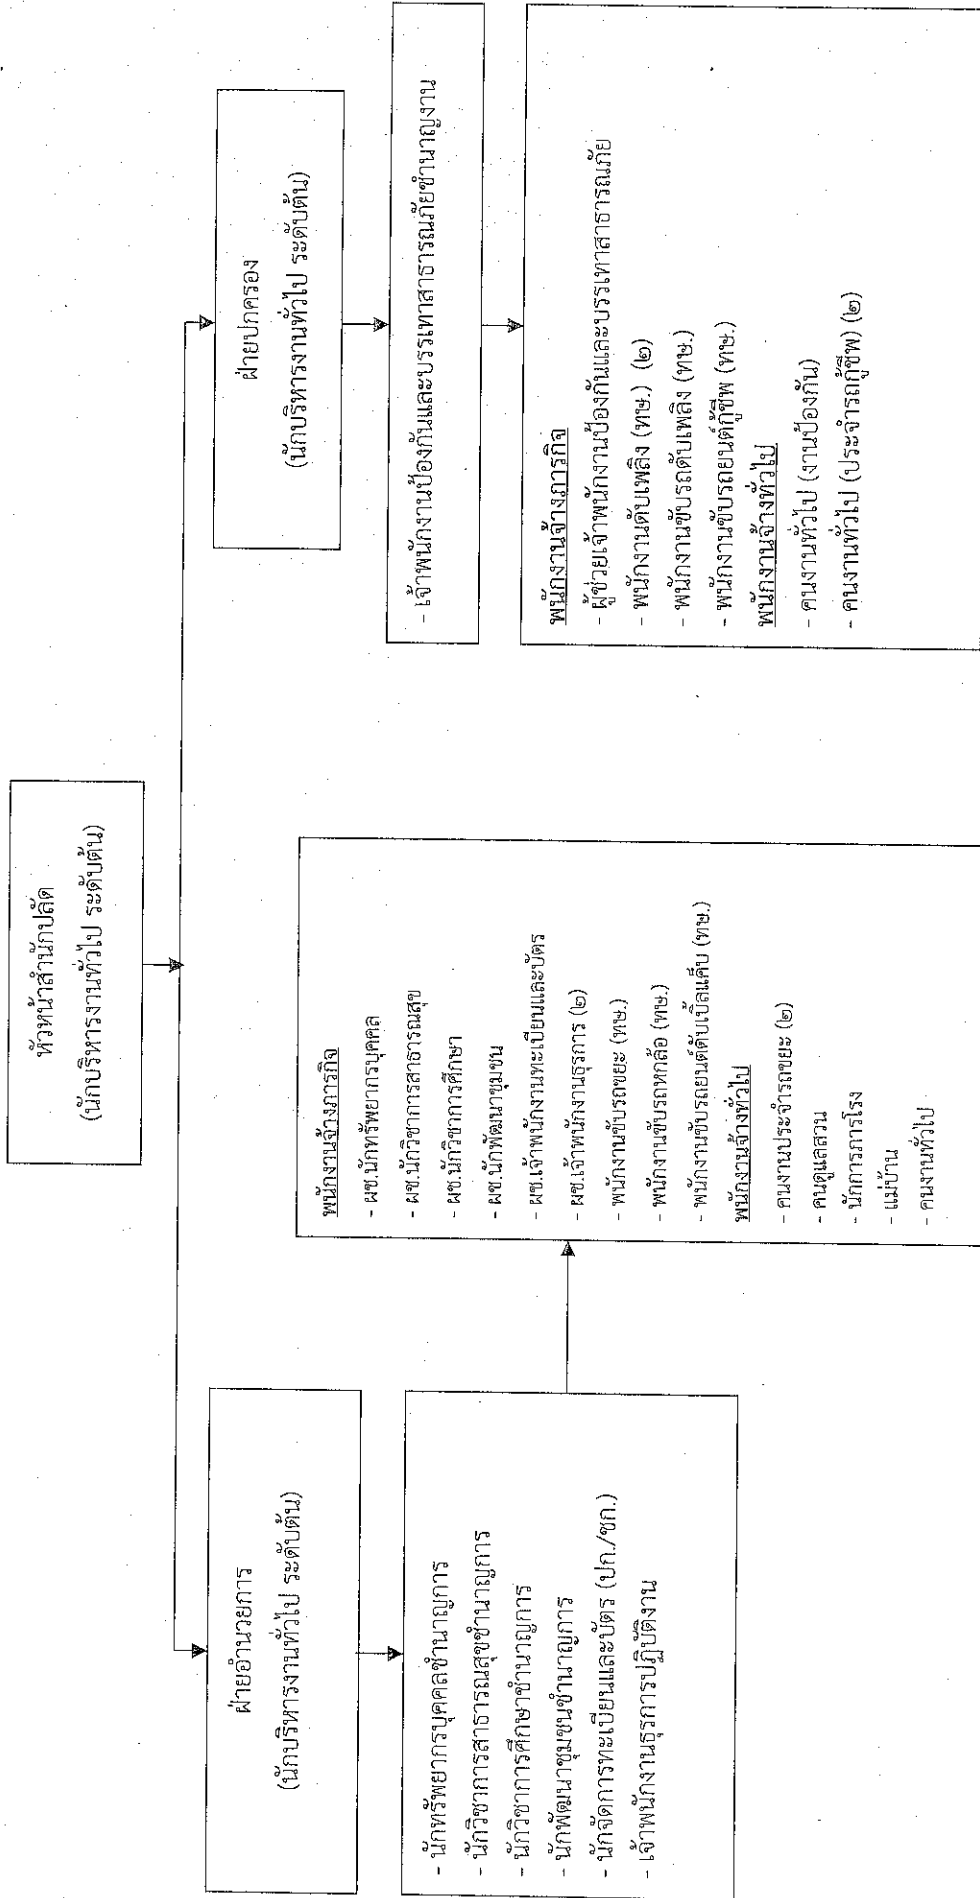 หัวหน้าสำนักปลัด
(นักบริหารงานทั่วไป ระดับต้น)
ฝ่ายอำนวยการ
(นักบริหารงานทั่วไป ระดับต้น)
- นักทรัพยากรบุคคลชำนาญการ
- นักวิชาการสาธารณสุขชำนาญการ
- นักวิชาการศึกษาชำนาญการ
- นักพัฒนาชุมชนชำนาญการ
- นักจัดการทะเบียนและบัตร (ปก./ชก.)
- เจ้าพนักงานธุรการปฏิบัติงาน
พนักงานจ้างภารกิจ
- ผช.นักทรัพยากรบุคคล
- ผช.นักวิชาการสาธารณสุข
- ผช.นักวิชาการศึกษา
- ผช.นักพัฒนาชุมชน
- ผช.เจ้าพนักงานทะเบียนและบัตร
- ผช.เจ้าพนักงานธุรการ (๒)
- พนักงานขับรถขยะ (ทษ.)
- พนักงานขับรถหกล้อ (ทษ.)
- พนักงานขับรถยนต์ดับเบิ้ลแค็บ (ทษ.)
พนักงานจ้างทั่วไป
- คนงานประจำรถขยะ (๒)
- คนดูแลสวน
- นักการภารโรง
- แม่บ้าน
- คนงานทั่วไป
ฝ่ายปกครอง
(นักบริหารงานทั่วไป ระดับต้น)
- เจ้าพนักงานป้องกันและบรรเทาสาธารณภัยชำนาญงาน
พนักงานจ้างภารกิจ
- ผู้ช่วยเจ้าพนักงานป้องกันและบรรเทาสาธารณภัย
- พนักงานดับเพลิง (ทษ.) (๒)
- พนักงานขับรถดับเพลิง (ทษ.)
- พนักงานขับรถยนต์กู้ชีพ (ทษ.)
พนักงานจ้างทั่วไป
- คนงานทั่วไป (งานป้องกัน)
- คนงานทั่วไป (ประจำรถกู้ชีพ) (๒)